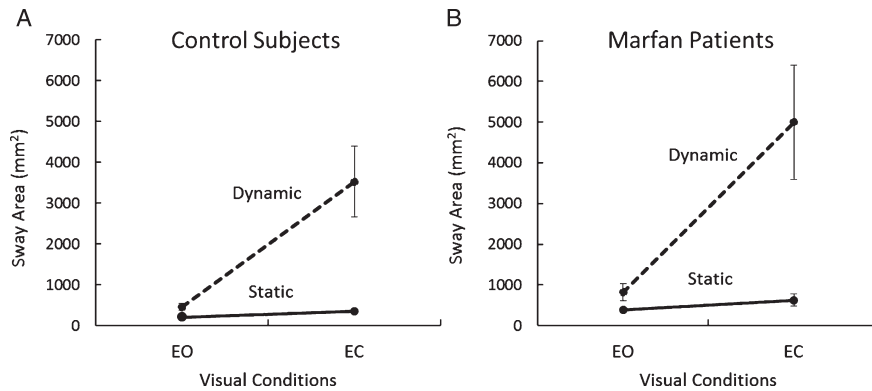 A
Control Subjects
7000
6000
5000
4000
3000
2000
1000
0
Sway Area (mm²)
Dynamic
Static
EO
EC
Visual Conditions
B
Marfan Patients
7000
6000
5000
4000
3000
2000
1000
0
Sway Area (mm²)
Dynamic
Static
EO
EC
Visual Conditions